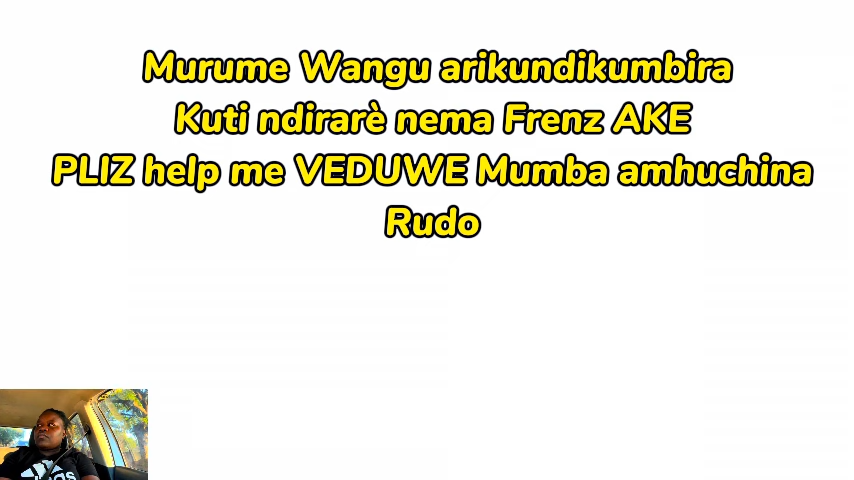 Murume Wangu arikundikumbira
Kuti ndirarè nema Frenz AKE
PLIZ help me VEDUWE Mumba amhuchina
Rudo